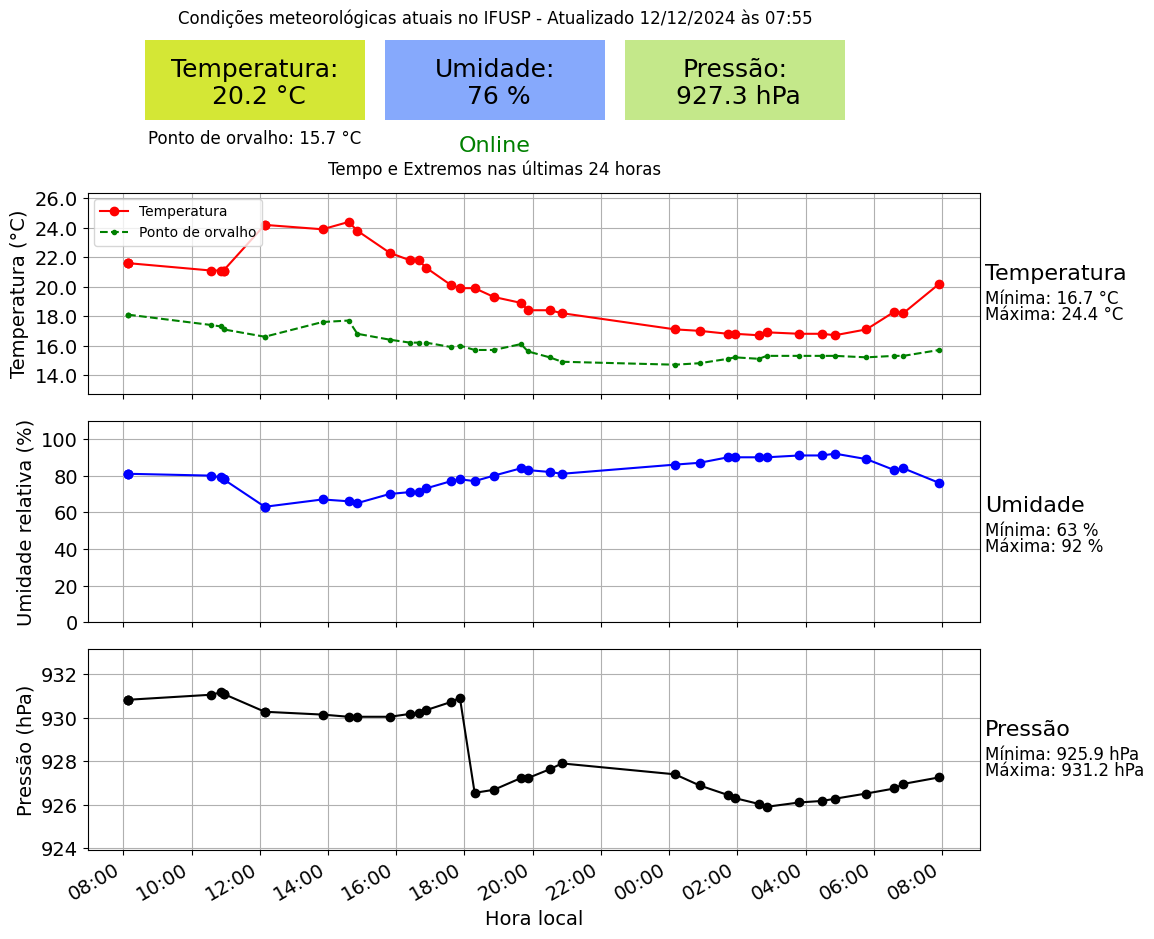 Condições meteorológicas atuais no IFUSP - Atualizado 12/12/2024 às 07:55
Temperatura:
20.2 °C
Umidade:
76 %
Pressão:
927.3 hPa
Ponto de orvalho: 15.7 °C
Online
Tempo e Extremos nas últimas 24 horas
Temperatura (°C)
26.0
24.0
22.0
20.0
18.0
16.0
14.0
Temperatura
Ponto de orvalho
Temperatura
Mínima: 16.7 °C
Máxima: 24.4 °C
Umidade relativa (%)
100
80
60
40
20
0
Umidade
Mínima: 63 %
Máxima: 92 %
Pressão (hPa)
932
930
928
926
924
Pressão
Mínima: 925.9 hPa
Máxima: 931.2 hPa
08:00 10:00 12:00 14:00 16:00 18:00 20:00 22:00 00:00 02:00 04:00 06:00 08:00
Hora local